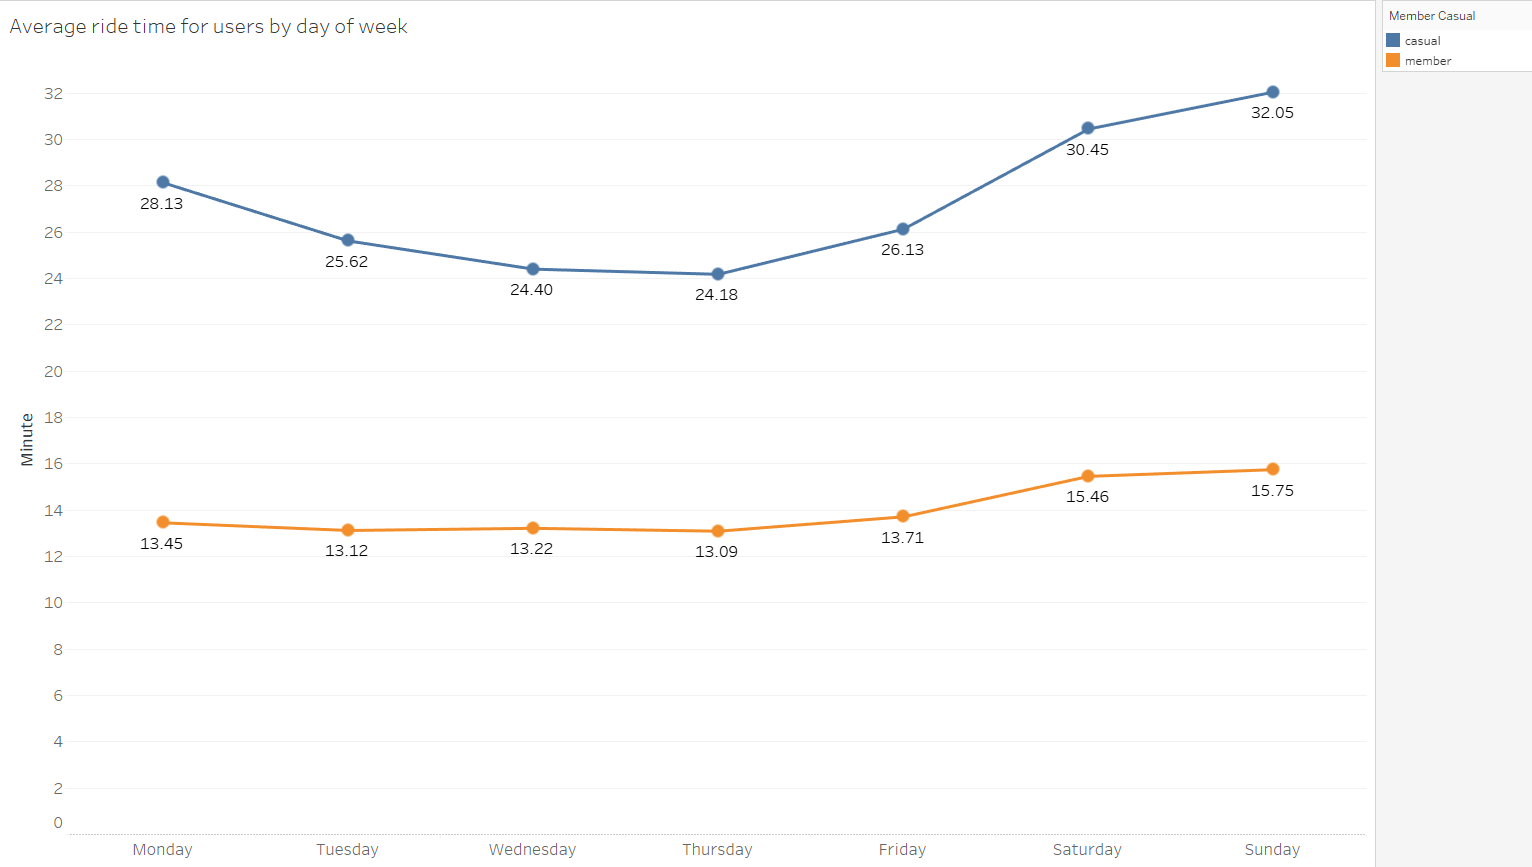 Average ride time for users by day of week
Member Casual
casual
member
32
30
28
26
24
22
20
18
16
14
12
10
8
6
4
2
0
Minute
28.13
25.62
24.40
24.18
26.13
30.45
32.05
13.45
13.12
13.22
13.09
13.71
15.46
15.75
Monday
Tuesday
Wednesday
Thursday
Friday
Saturday
Sunday